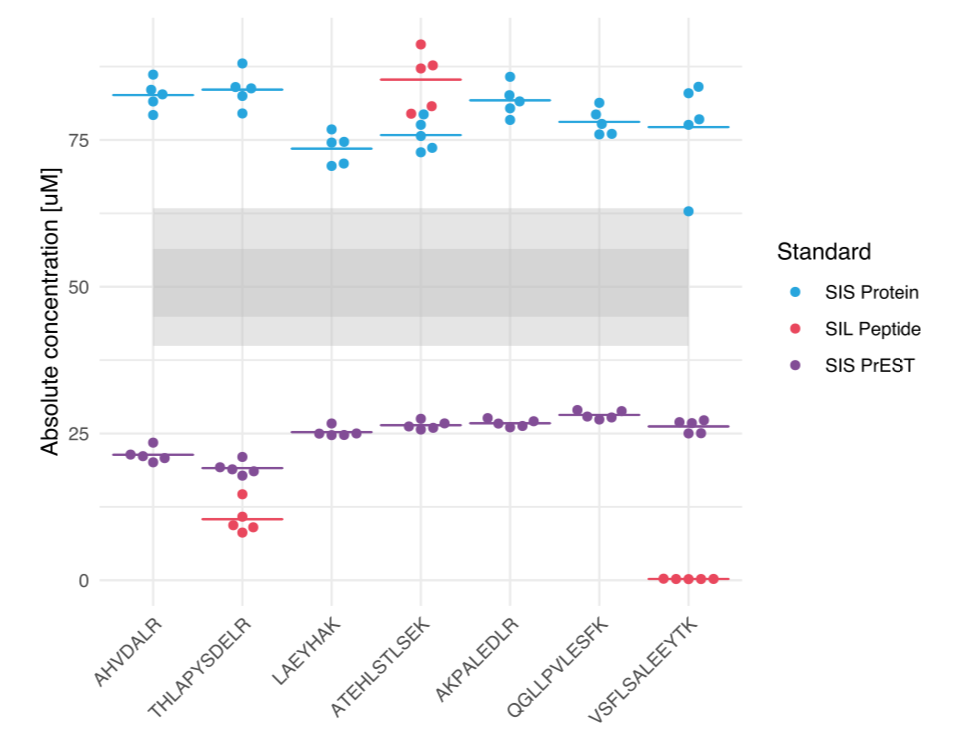 Absolute concentration [uM]
75
50
25
0
AHVDALR
THLAPYSDELR
LAEYHAK
ATEHLSTLSEK
AKPALEDLR
QGLLPVLESFK
VSFLSALEEYTK
Standard
SIS Protein
SIL Peptide
SIS PrEST